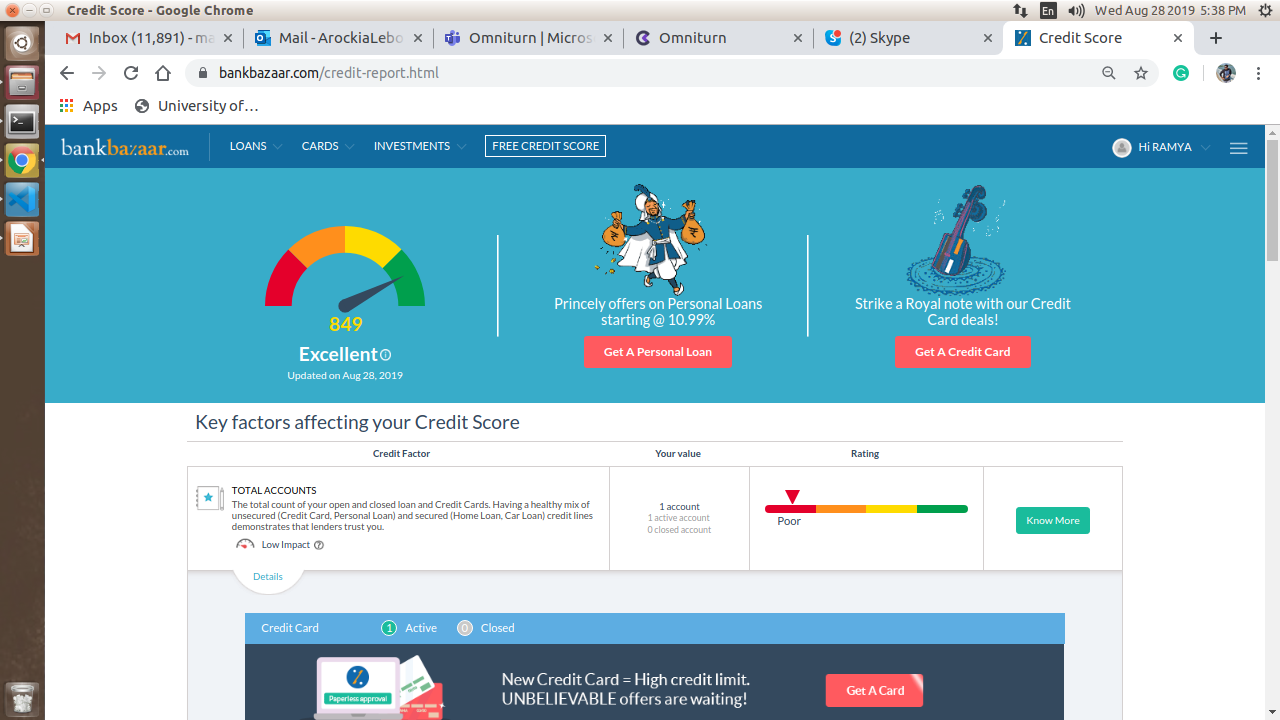 Credit Score - Google Chrome
En
Wed Aug 28 2019 5:38 PM
Inbox (11,891) - ma
Mail - ArockiaLebo
Omniturn | Micros
Omniturn
(2) Skype
Credit Score
bankbazaar.com/credit-report.html
Apps
University of…
bankbazaar.com
LOANS
CARDS
INVESTMENTS
FREE CREDIT SCORE
Hi RAMYA
849
Excellent
Updated on Aug 28, 2019
Princely offers on Personal Loans
starting @ 10.99%
Get A Personal Loan
Strike a Royal note with our Credit
Card deals!
Get A Credit Card
Key factors affecting your Credit Score
Credit Factor
Your value
Rating
TOTAL ACCOUNTS
The total count of your open and closed loan and Credit Cards. Having a healthy mix of
unsecured (Credit Card, Personal Loan) and secured (Home Loan, Car Loan) credit lines
demonstrates that lenders trust you.
Low Impact
1 account
1 active account
0 closed account
Poor
Know More
Details
Credit Card
1 Active
0 Closed
Paperless approval
New Credit Card = High credit limit.
UNBELIEVABLE offers are waiting!
Get A Card